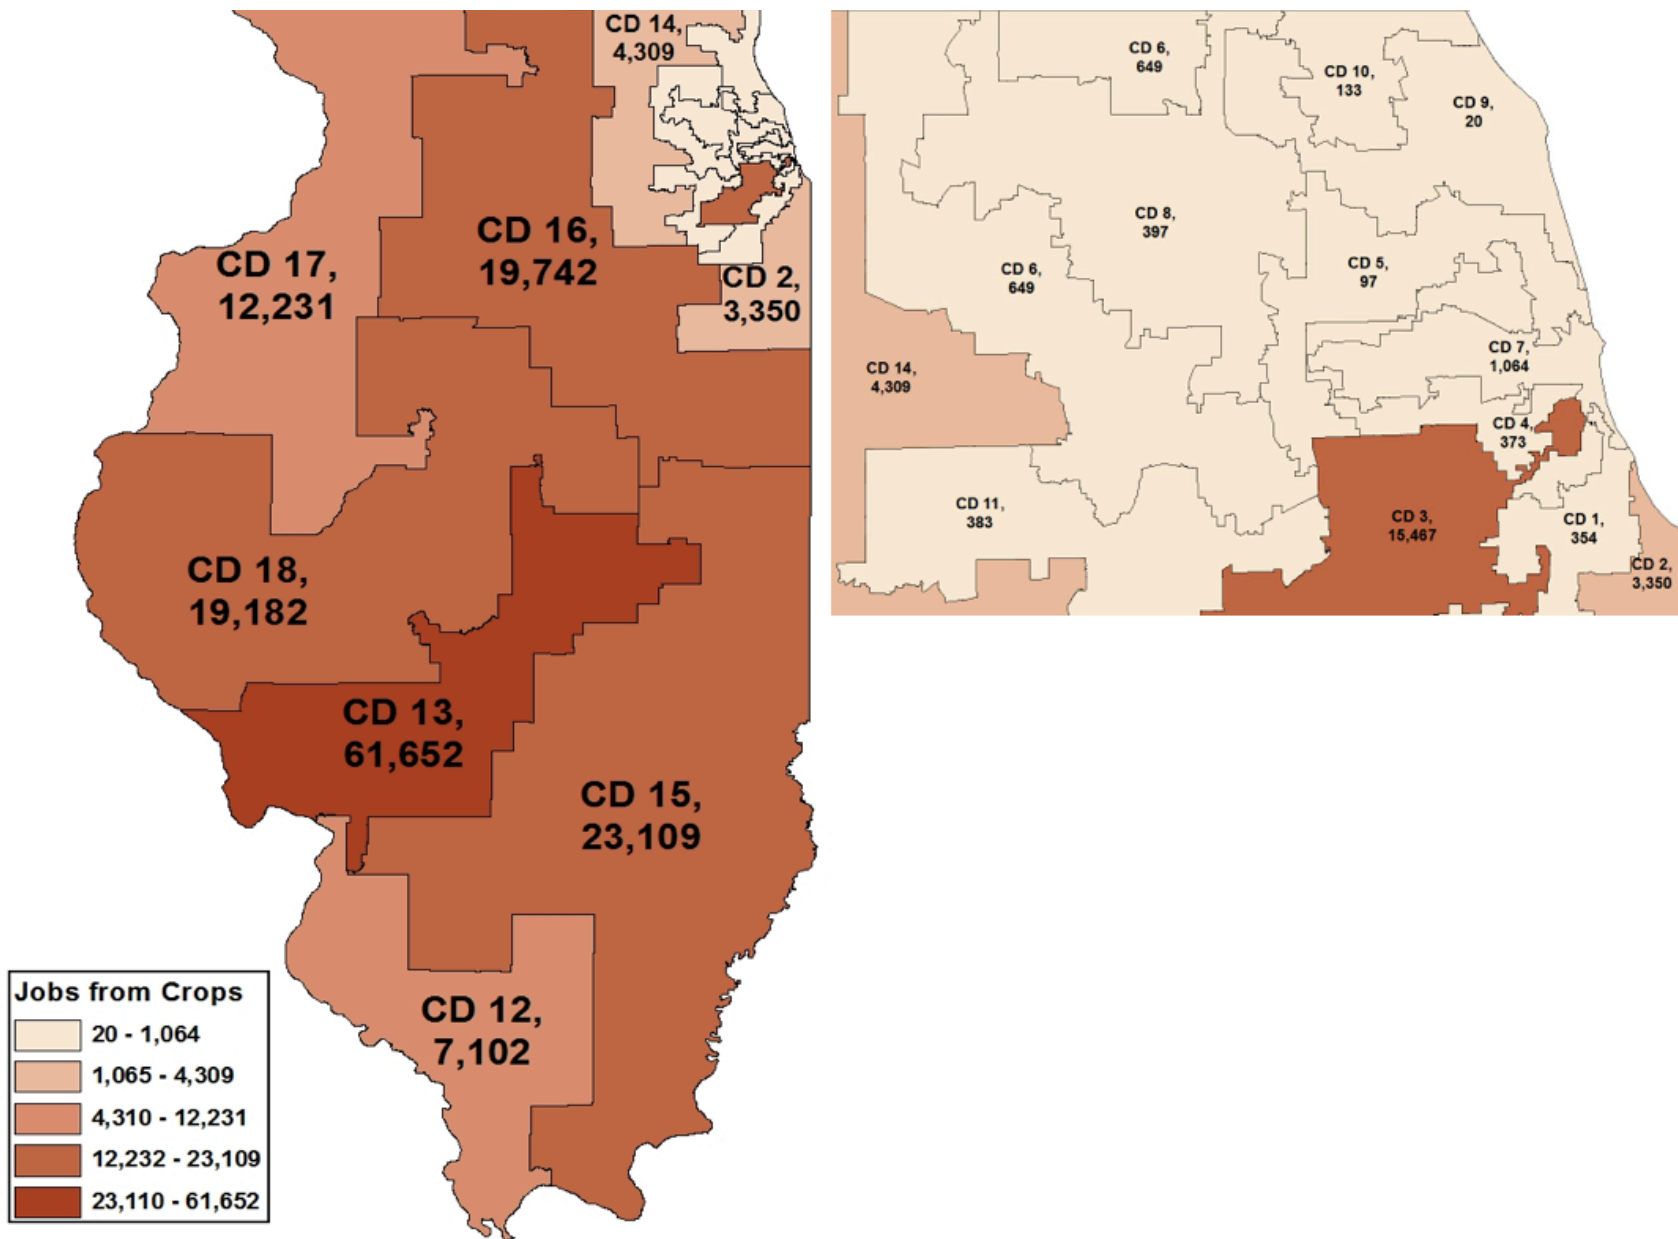 CD 14,
4,309
CD 17,
12,231
CD 16,
19,742
CD 2,
3,350
CD 18,
19,182
CD 13,
61,652
CD 15,
23,109
CD 12,
7,102
Jobs from Crops
20 - 1,064
1,065 - 4,309
4,310 - 12,231
12,232 - 23,109
23,110 - 61,652
CD 6,
649
CD 10,
133
CD 9,
20
CD 8,
397
CD 6,
649
CD 5,
97
CD 14,
4,309
CD 7,
1,064
CD 4,
373
CD 11,
383
CD 3,
15,467
CD 1,
354
CD 2,
3,350